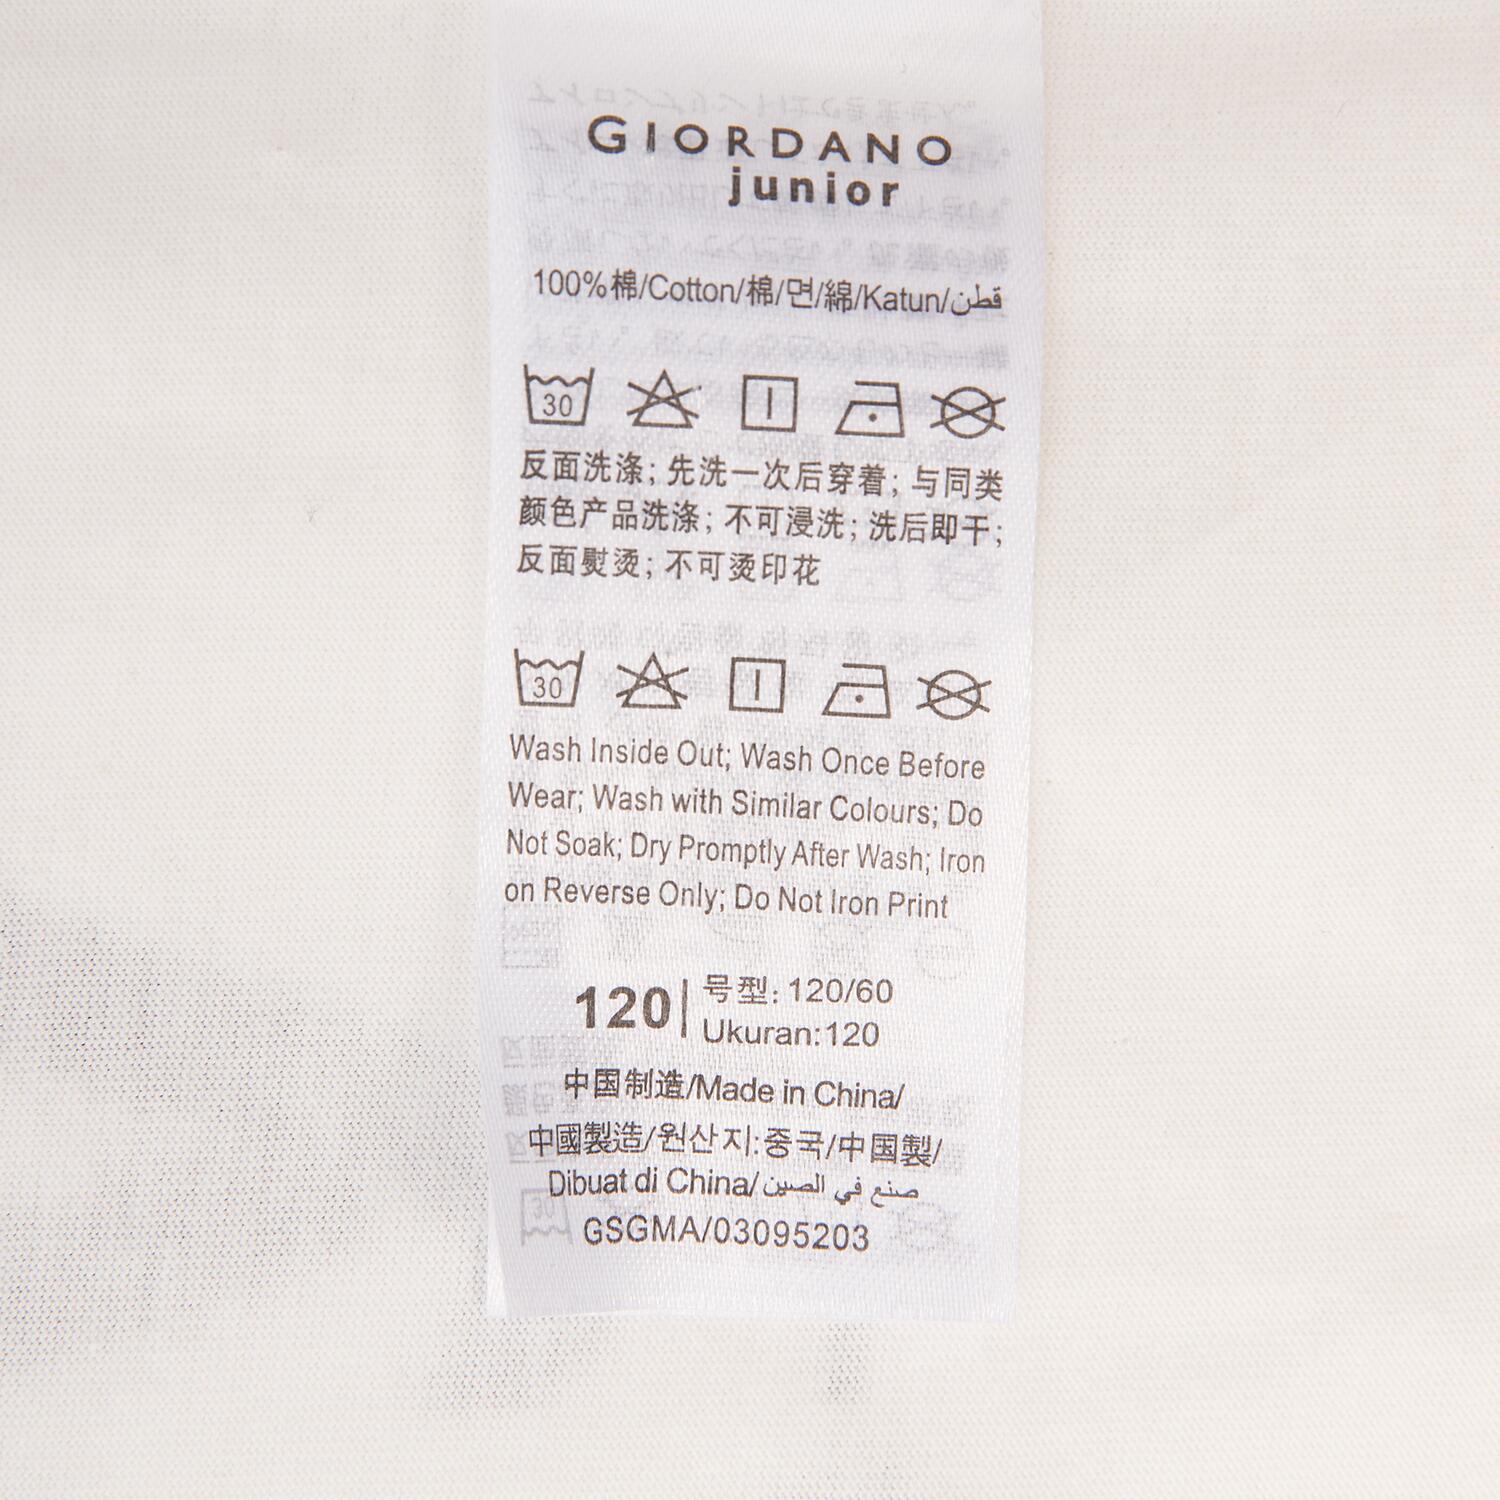 GIORDANO
junior
100%棉/Cotton/棉/면/綿/Katun/قطن
30
反面洗涤; 先洗一次后穿着; 与同类
颜色产品洗涤; 不可浸洗; 洗后即干;
反面熨烫; 不可烫印花
30
Wash Inside Out; Wash Once Before
Wear; Wash with Similar Colours; Do
Not Soak; Dry Promptly After Wash; Iron
on Reverse Only; Do Not Iron Print
120
号型: 120/60
Ukuran:120
中国制造/Made in China/
中國製造/원산지:중국/中国製/
Dibuat di China/صنع في الصين
GSGMA/03095203